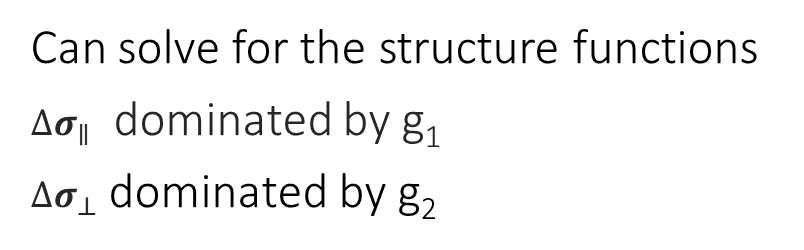 Can solve for the structure functions
Δσ∥ dominated by g₁
Δσ⊥ dominated by g₂